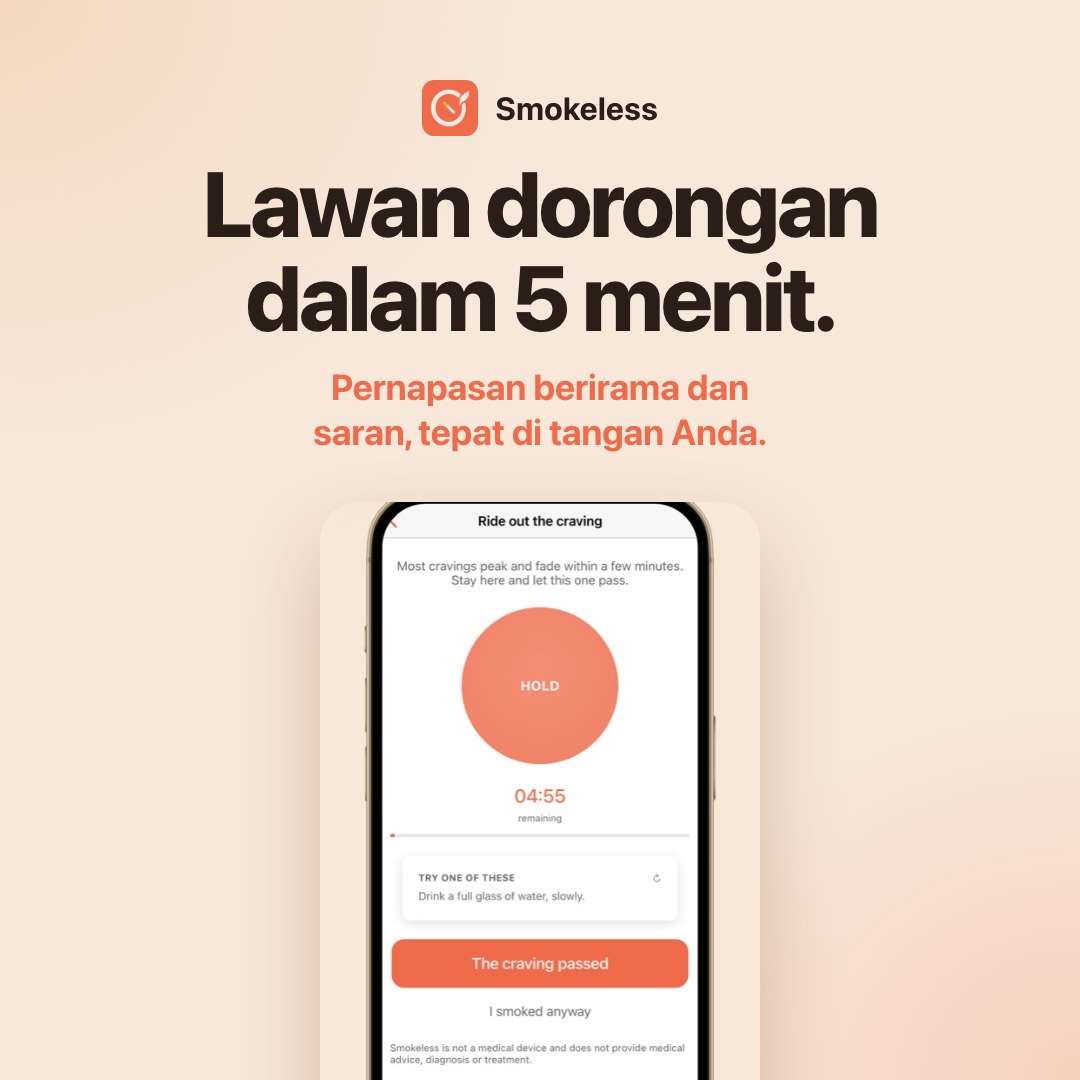 Smokeless
Lawan dorongan
dalam 5 menit.
Pernapasan berirama dan
saran, tepat di tangan Anda.
Ride out the craving
Most cravings peak and fade within a few minutes.
Stay here and let this one pass.
HOLD
04:55
remaining
TRY ONE OF THESE
Drink a full glass of water, slowly.
The craving passed
I smoked anyway
Smokeless is not a medical device and does not provide medical
advice, diagnosis or treatment.